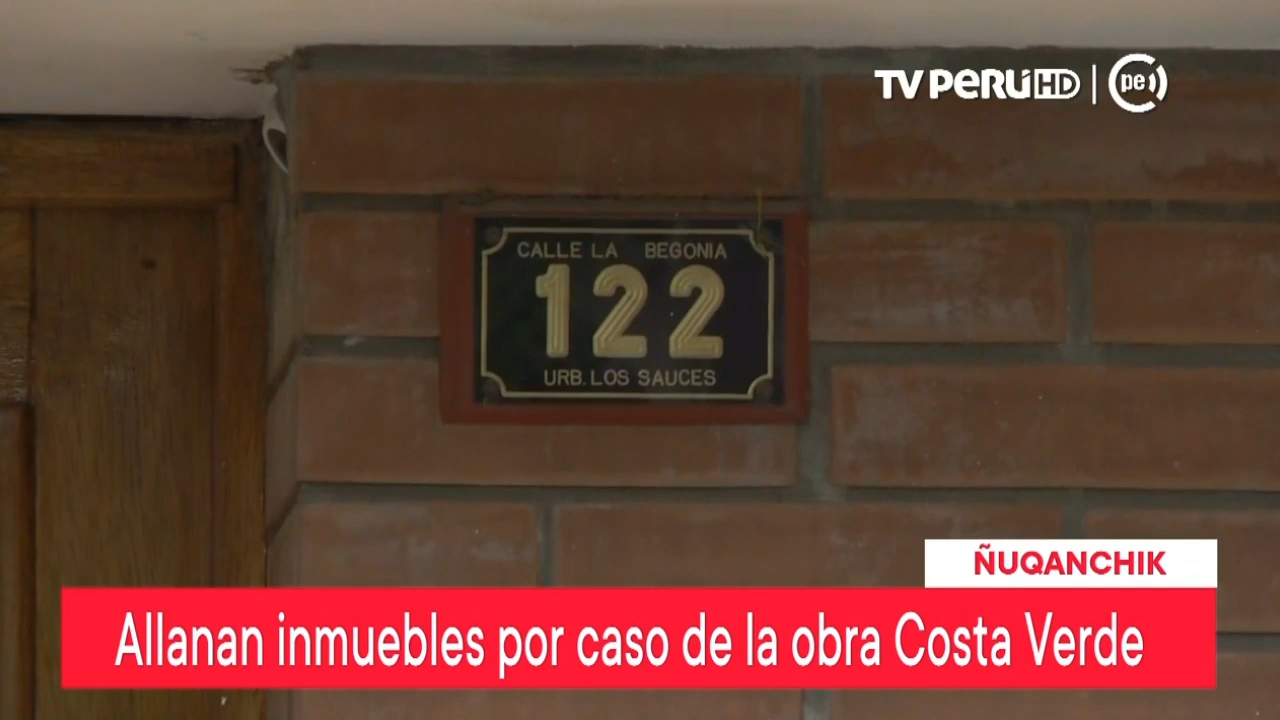 TV PERÚ HD | pe
CALLE LA BEGONIA
122
URB. LOS SAUCES
ÑUQANCHIK
Allanan inmuebles por caso de la obra Costa Verde